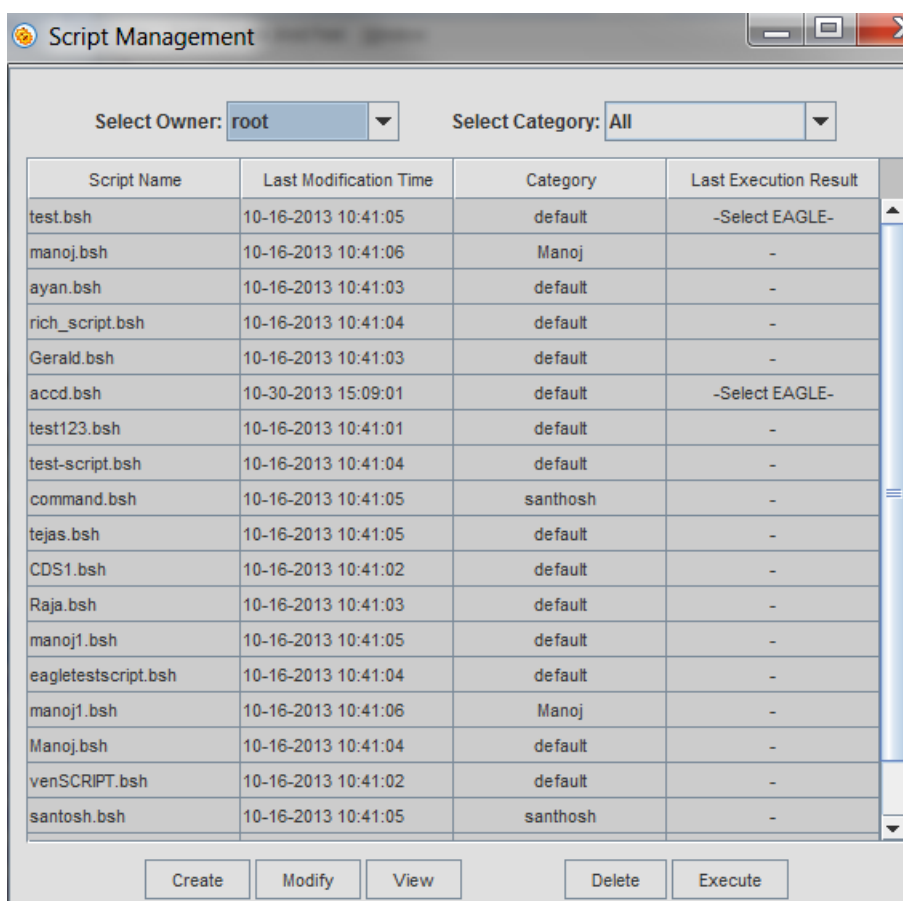 Script Management
Select Owner: root Select Category: All
Script Name Last Modification Time Category Last Execution Result
test.bsh 10-16-2013 10:41:05 default -Select EAGLE-
manoj.bsh 10-16-2013 10:41:06 Manoj -
ayan.bsh 10-16-2013 10:41:03 default -
rich_script.bsh 10-16-2013 10:41:04 default -
Gerald.bsh 10-16-2013 10:41:03 default -
accd.bsh 10-30-2013 15:09:01 default -Select EAGLE-
test123.bsh 10-16-2013 10:41:01 default -
test-script.bsh 10-16-2013 10:41:04 default -
command.bsh 10-16-2013 10:41:05 santhosh -
tejas.bsh 10-16-2013 10:41:05 default -
CDS1.bsh 10-16-2013 10:41:02 default -
Raja.bsh 10-16-2013 10:41:03 default -
manoj1.bsh 10-16-2013 10:41:05 default -
eagletestscript.bsh 10-16-2013 10:41:04 default -
manoj1.bsh 10-16-2013 10:41:06 Manoj -
Manoj.bsh 10-16-2013 10:41:04 default -
venSCRIPT.bsh 10-16-2013 10:41:02 default -
santosh.bsh 10-16-2013 10:41:05 santhosh -
Create Modify View Delete Execute